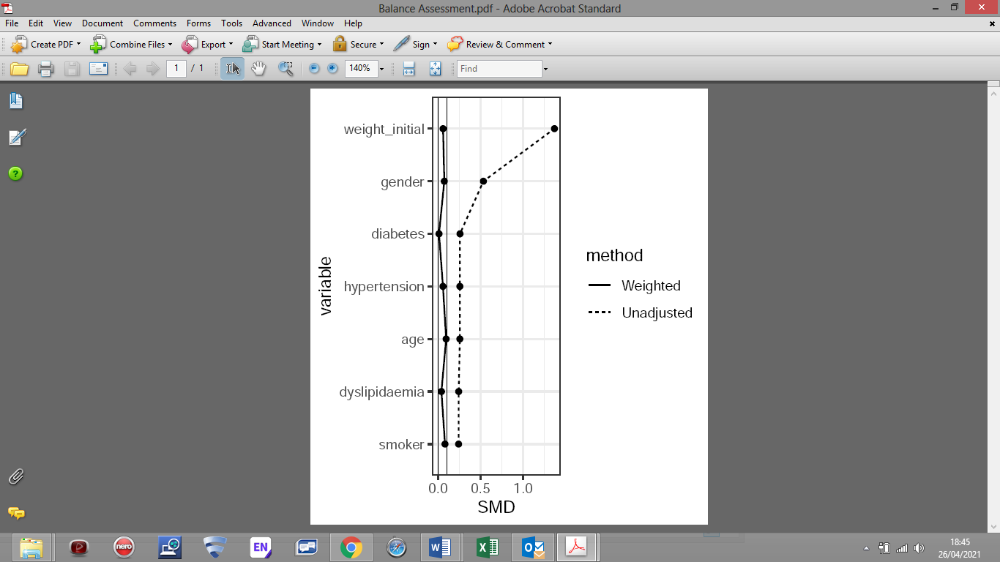 Balance Assessment.pdf - Adobe Acrobat Standard
File Edit View Document Comments Forms Tools Advanced Window Help
Create PDF Combine Files Export Start Meeting Secure Sign Review & Comment
1 / 1 140% Find
weight_initial
gender
diabetes
hypertension
age
dyslipidaemia
smoker
variable
0.0 0.5 1.0
SMD
method
Weighted
Unadjusted
nero EN
18:45
26/04/2021